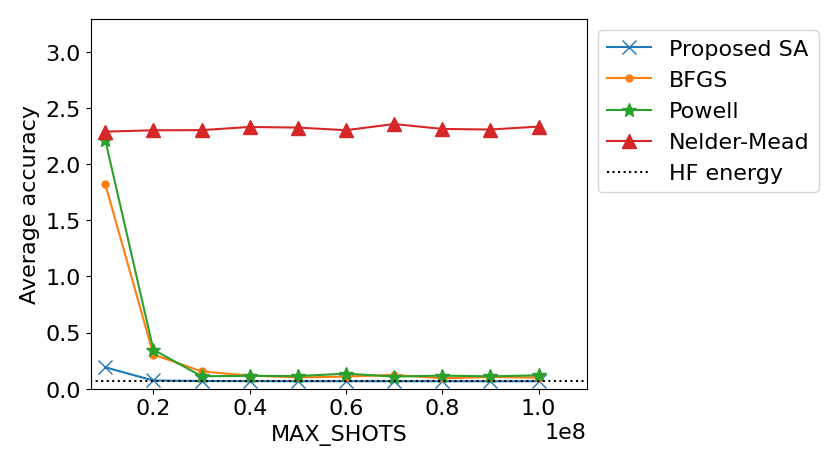 3.0
2.5
2.0
1.5
1.0
0.5
0.0
Average accuracy
0.2
0.4
0.6
0.8
1.0
1e8
MAX_SHOTS
Proposed SA
BFGS
Powell
Nelder-Mead
HF energy